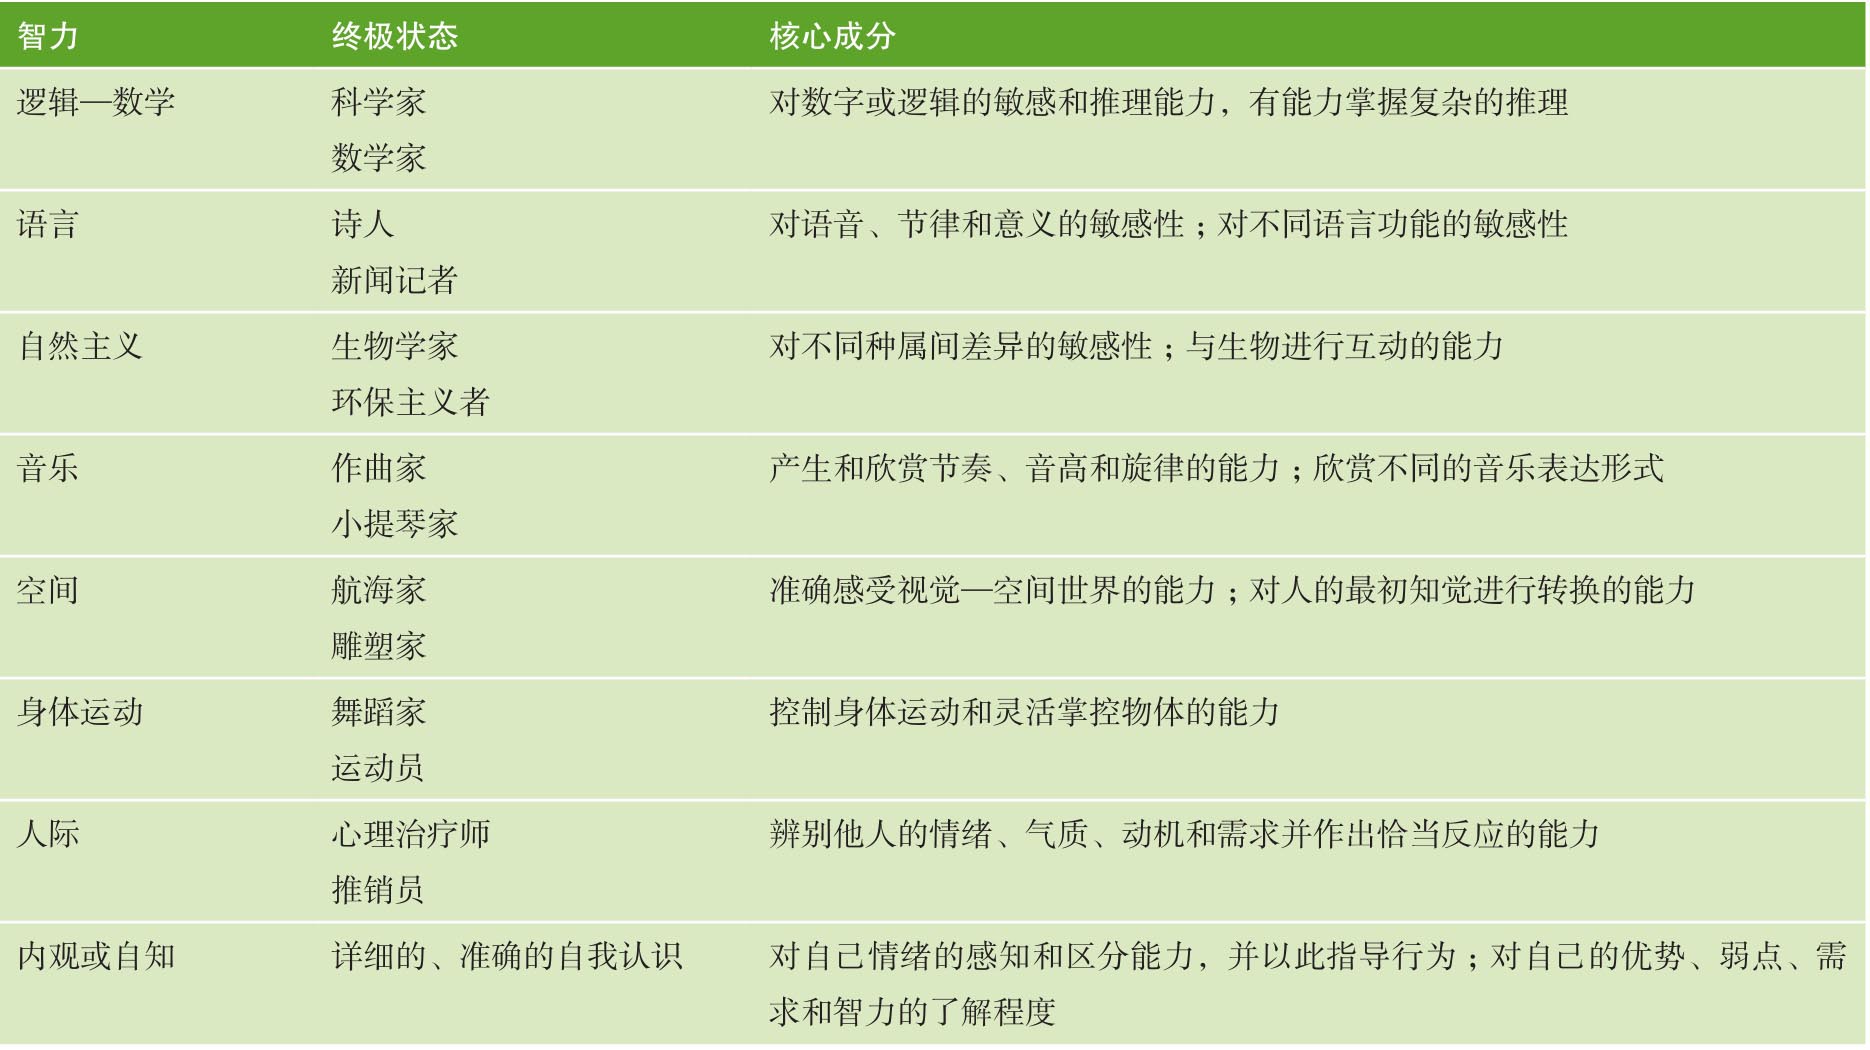 智力 终极状态 核心成分
逻辑—数学 科学家 对数字或逻辑的敏感和推理能力，有能力掌握复杂的推理
数学家
语言 诗人 对语音、节律和意义的敏感性；对不同语言功能的敏感性
新闻记者
自然主义 生物学家 对不同种属间差异的敏感性；与生物进行互动的能力
环保主义者
音乐 作曲家 产生和欣赏节奏、音高和旋律的能力；欣赏不同的音乐表达形式
小提琴家
空间 航海家 准确感受视觉—空间世界的能力；对人的最初知觉进行转换的能力
雕塑家
身体运动 舞蹈家 控制身体运动和灵活掌控物体的能力
运动员
人际 心理治疗师 辨别他人的情绪、气质、动机和需求并作出恰当反应的能力
推销员
内观或自知 详细的、准确的自我认识 对自己情绪的感知和区分能力，并以此指导行为；对自己的优势、弱点、需
求和智力的了解程度